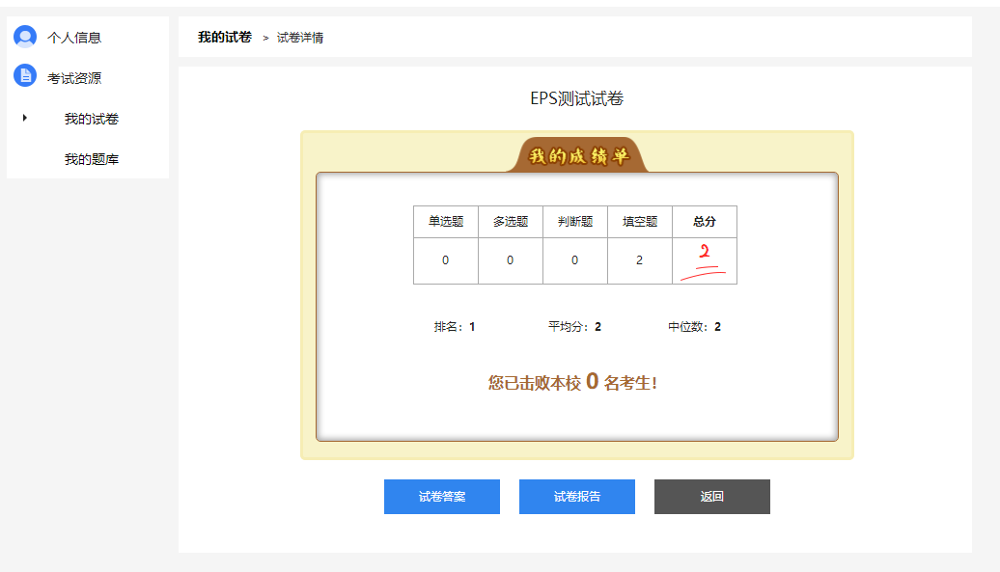 个人信息
考试资源
我的试卷
我的题库
我的试卷 > 试卷详情
EPS测试试卷
我的成绩单
单选题 多选题 判断题 填空题 总分
0 0 0 2 2
排名：1 平均分：2 中位数：2
您已击败本校 0 名考生！
试卷答案 试卷报告 返回